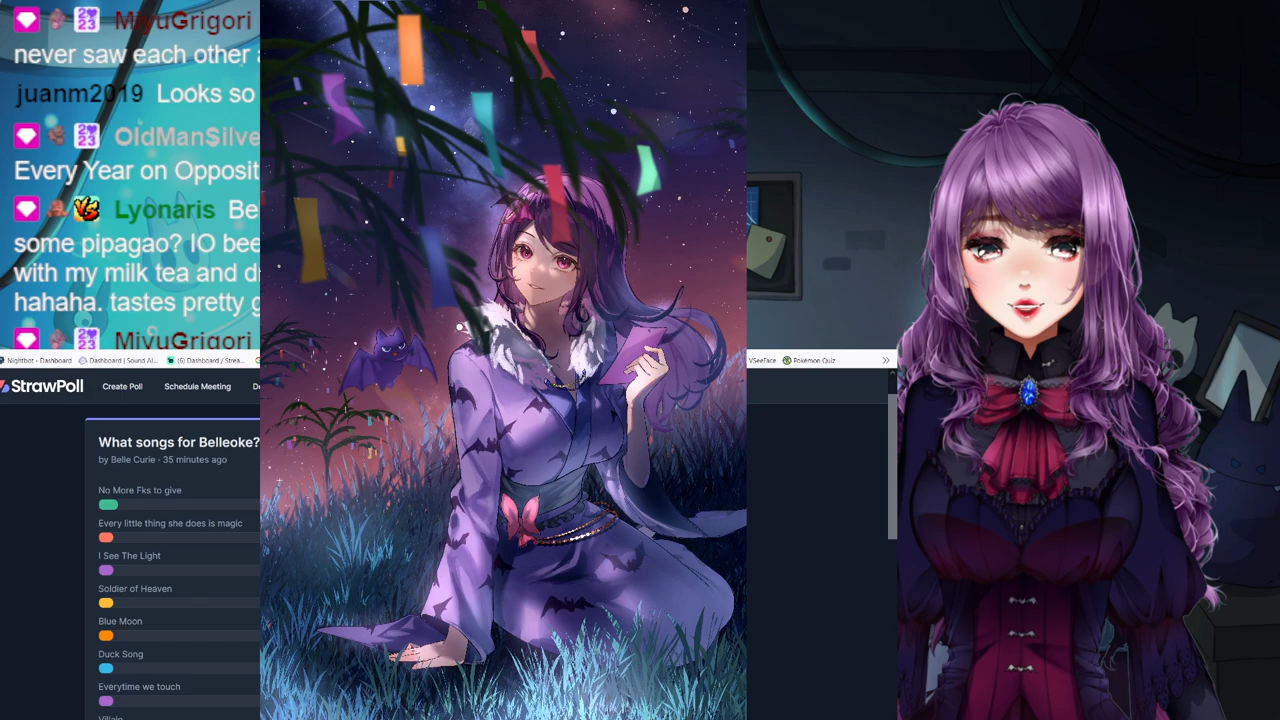 MiyuGrigori
never saw each other a
juanm2019 Looks so
OldManSilve
Every Year on Opposit
Lyonaris Be
some pipagao? IO bee
with my milk tea and d
hahaha. tastes pretty g
MiyuGrigori
Nightbot - Dashboard Dashboard | Sound Al... (6) Dashboard / Strea... VSeeFace Pokémon Quiz
StrawPoll Create Poll Schedule Meeting
What songs for Belleoke?
by Belle Curie · 35 minutes ago
No More Fks to give
Every little thing she does is magic
I See The Light
Soldier of Heaven
Blue Moon
Duck Song
Everytime we touch
Villain